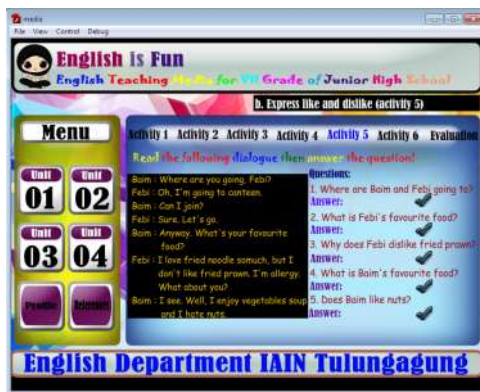 media
File View Control Debug
English is Fun
English Teaching Media for VII Grade of Junior High School
b. Express like and dislike (activity 5)
Menu
Activity 1 Activity 2 Activity 3 Activity 4 Activity 5 Activity 6 Evaluation
Read the following dialogue then answer the question!
Unit 01
Unit 02
Unit 03
Unit 04
Profile
References
Baim : Where are you going, Febi?
Febi : Oh, I'm going to canteen.
Baim : Can I join?
Febi : Sure. Let's go.
Baim : Anyway. What's your favourite
food?
Febi : I love fried noodle somuch, but I
don't like fried prawn. I'm allergy.
What about you?
Baim : I see. Well, I enjoy vegetables soup
and I hate nuts.
Questions:
1. Where are Baim and Febi going to?
Answer:
2. What is Febi's favourite food?
Answer:
3. Why does Febi dislike fried prawn?
Answer:
4. What is Baim's favourite food?
Answer:
5. Does Baim like nuts?
Answer:
English Department IAIN Tulungagung